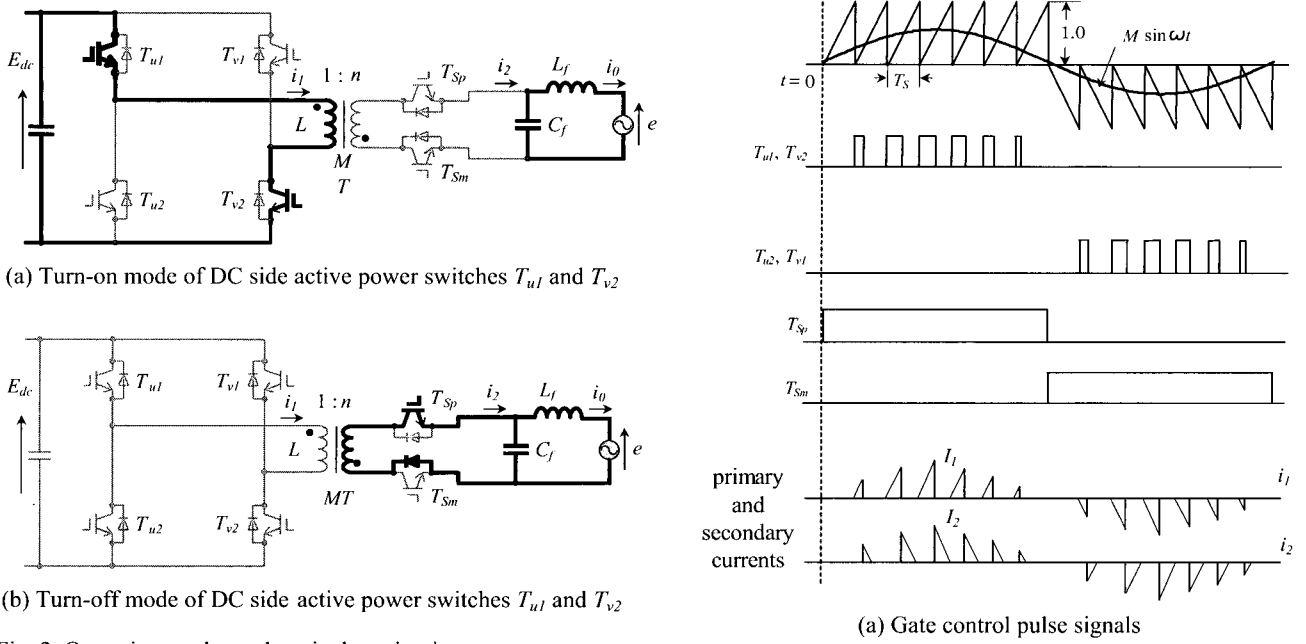 E_dc
T_u1
T_v1
i_1
1 : n
T_Sp
i_2
L_f
i_0
L
C_f
e
M
T
T_Sm
T_u2
T_v2
(a) Turn-on mode of DC side active power switches T_u1 and T_v2
E_dc
T_u1
T_v1
i_1
1 : n
T_Sp
i_2
L_f
i_0
L
C_f
e
MT
T_Sm
T_u2
T_v2
(b) Turn-off mode of DC side active power switches T_u1 and T_v2
1.0
M sin ωt
t = 0
T_S
T_u1, T_v2
T_u2, T_v1
T_Sp
T_Sm
primary
and
secondary
currents
I_1
i_1
I_2
i_2
(a) Gate control pulse signals